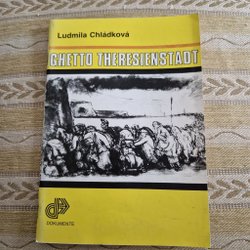 Ludmila Chládková
GHETTO THERESIENSTADT
DOKUMENTE